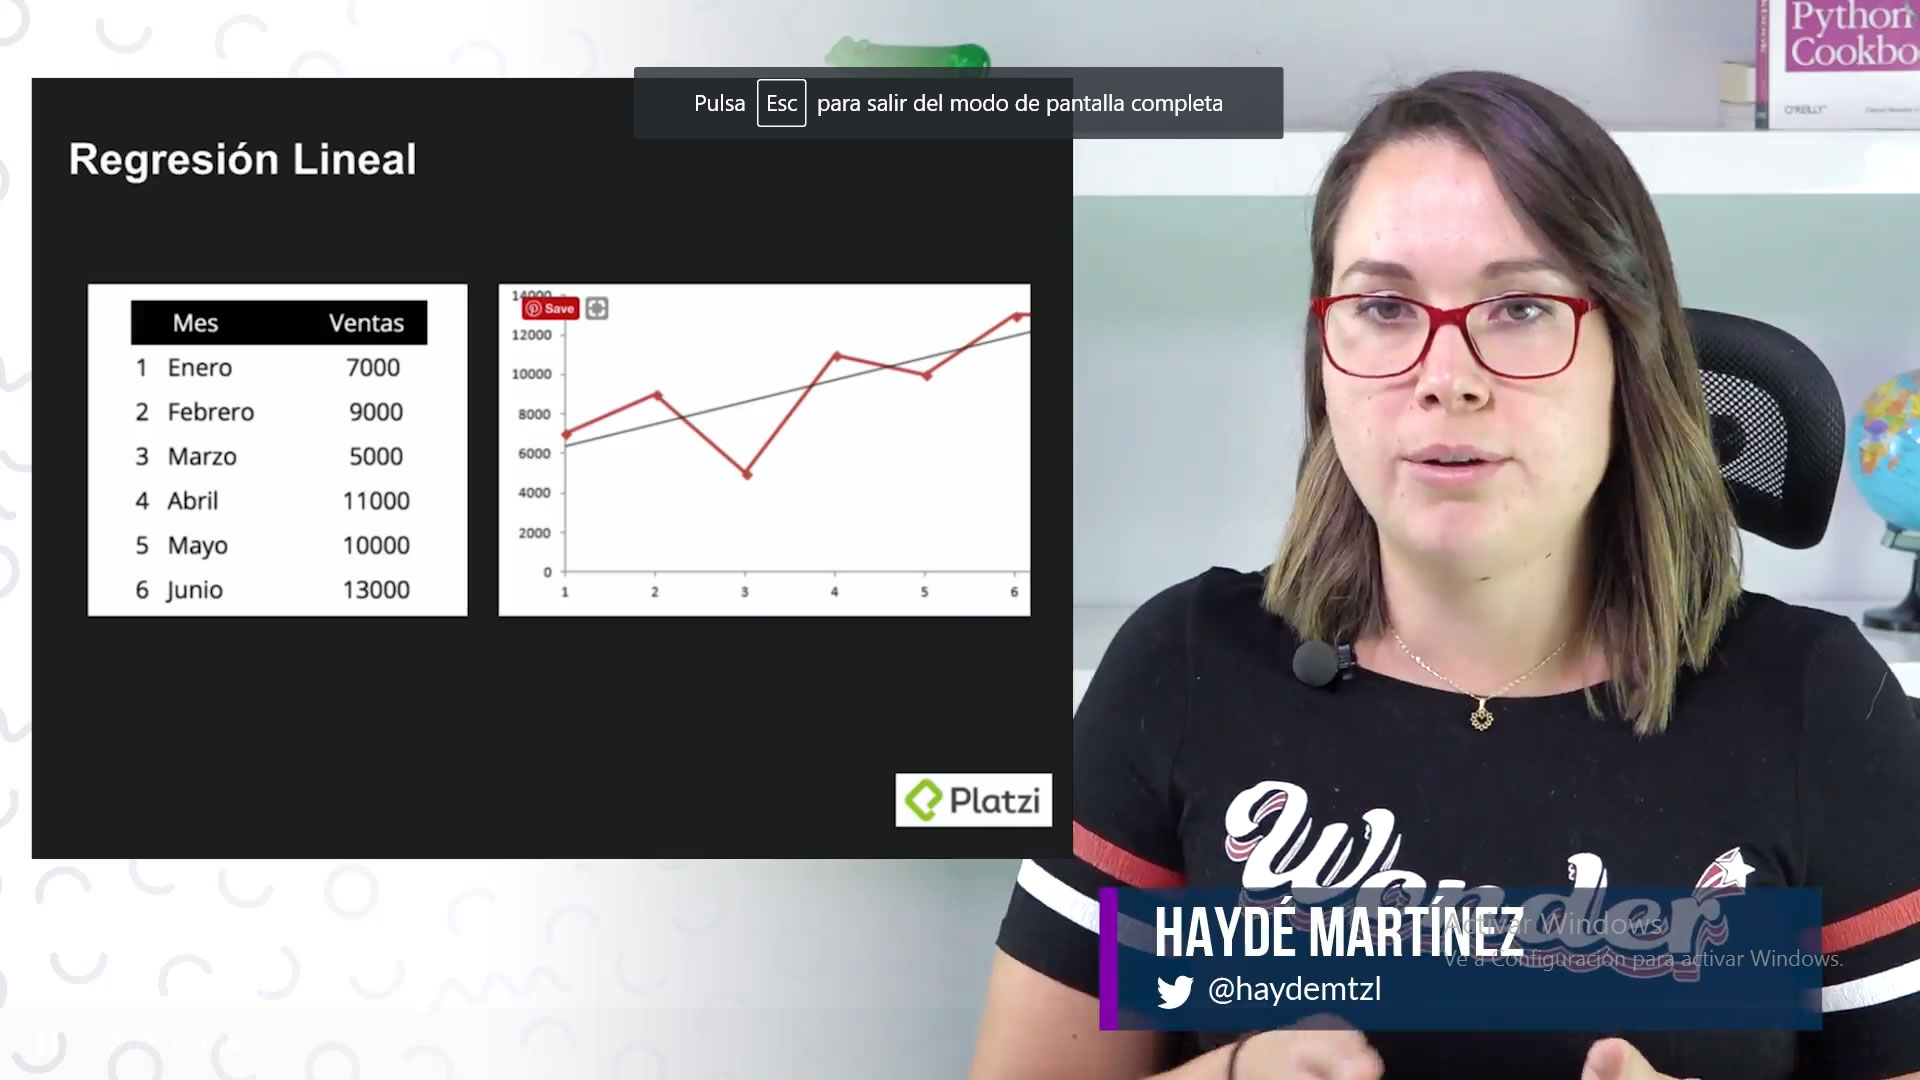 Python
Cookbo
O'REILLY
Pulsa Esc para salir del modo de pantalla completa
Regresión Lineal
Mes Ventas
1 Enero 7000
2 Febrero 9000
3 Marzo 5000
4 Abril 11000
5 Mayo 10000
6 Junio 13000
14000
Save
12000
10000
8000
6000
4000
2000
0
1 2 3 4 5 6
Platzi
Wonder
HAYDÉ MARTÍNEZ
@haydemtzl
Activar Windows
Ve a Configuración para activar Windows.